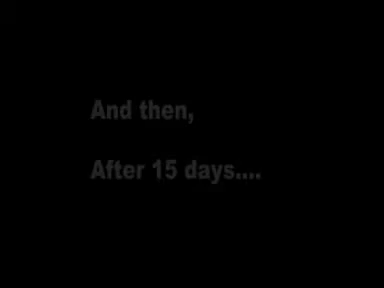 And then,
After 15 days....